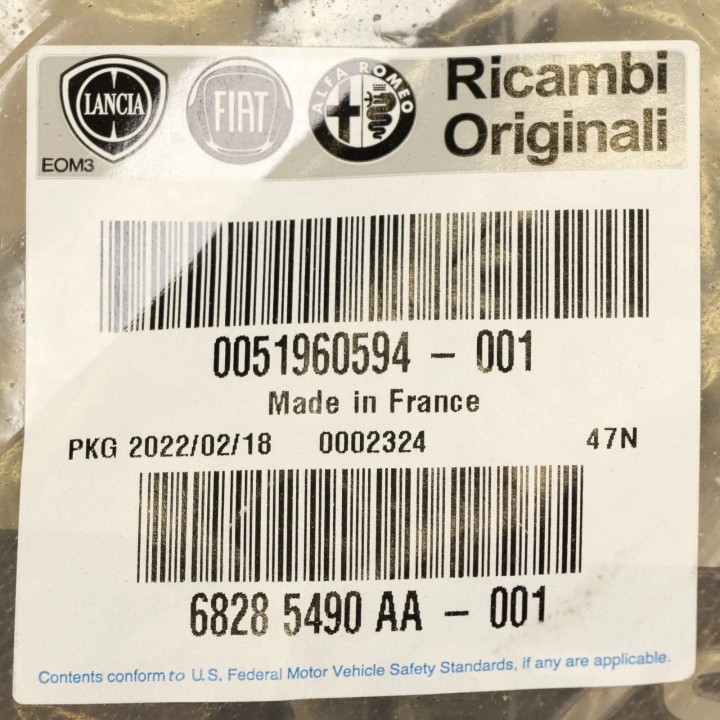 LANCIA
FIAT
ALFA ROMEO
Ricambi
Originali
EOM3
0051960594 - 001
Made in France
PKG 2022/02/18 0002324 47N
6828 5490 AA - 001
Contents conform to U.S. Federal Motor Vehicle Safety Standards, if any are applicable.